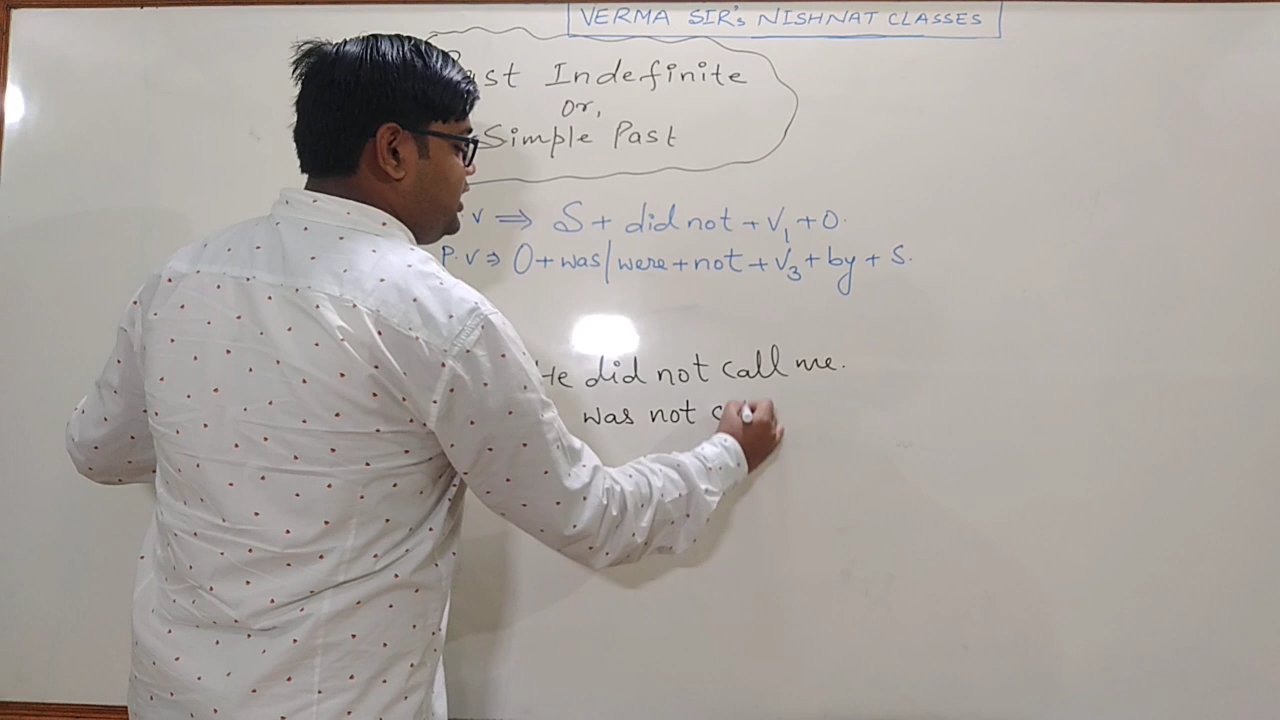 VERMA SIR's NISHNAT CLASSES
Indefinite
Or,
Simple Past
V ⇒ S + did not + V₁ + O.
P.V ⇒ O + was/were + not + V₃ + by + S.
He did not call me.
was not